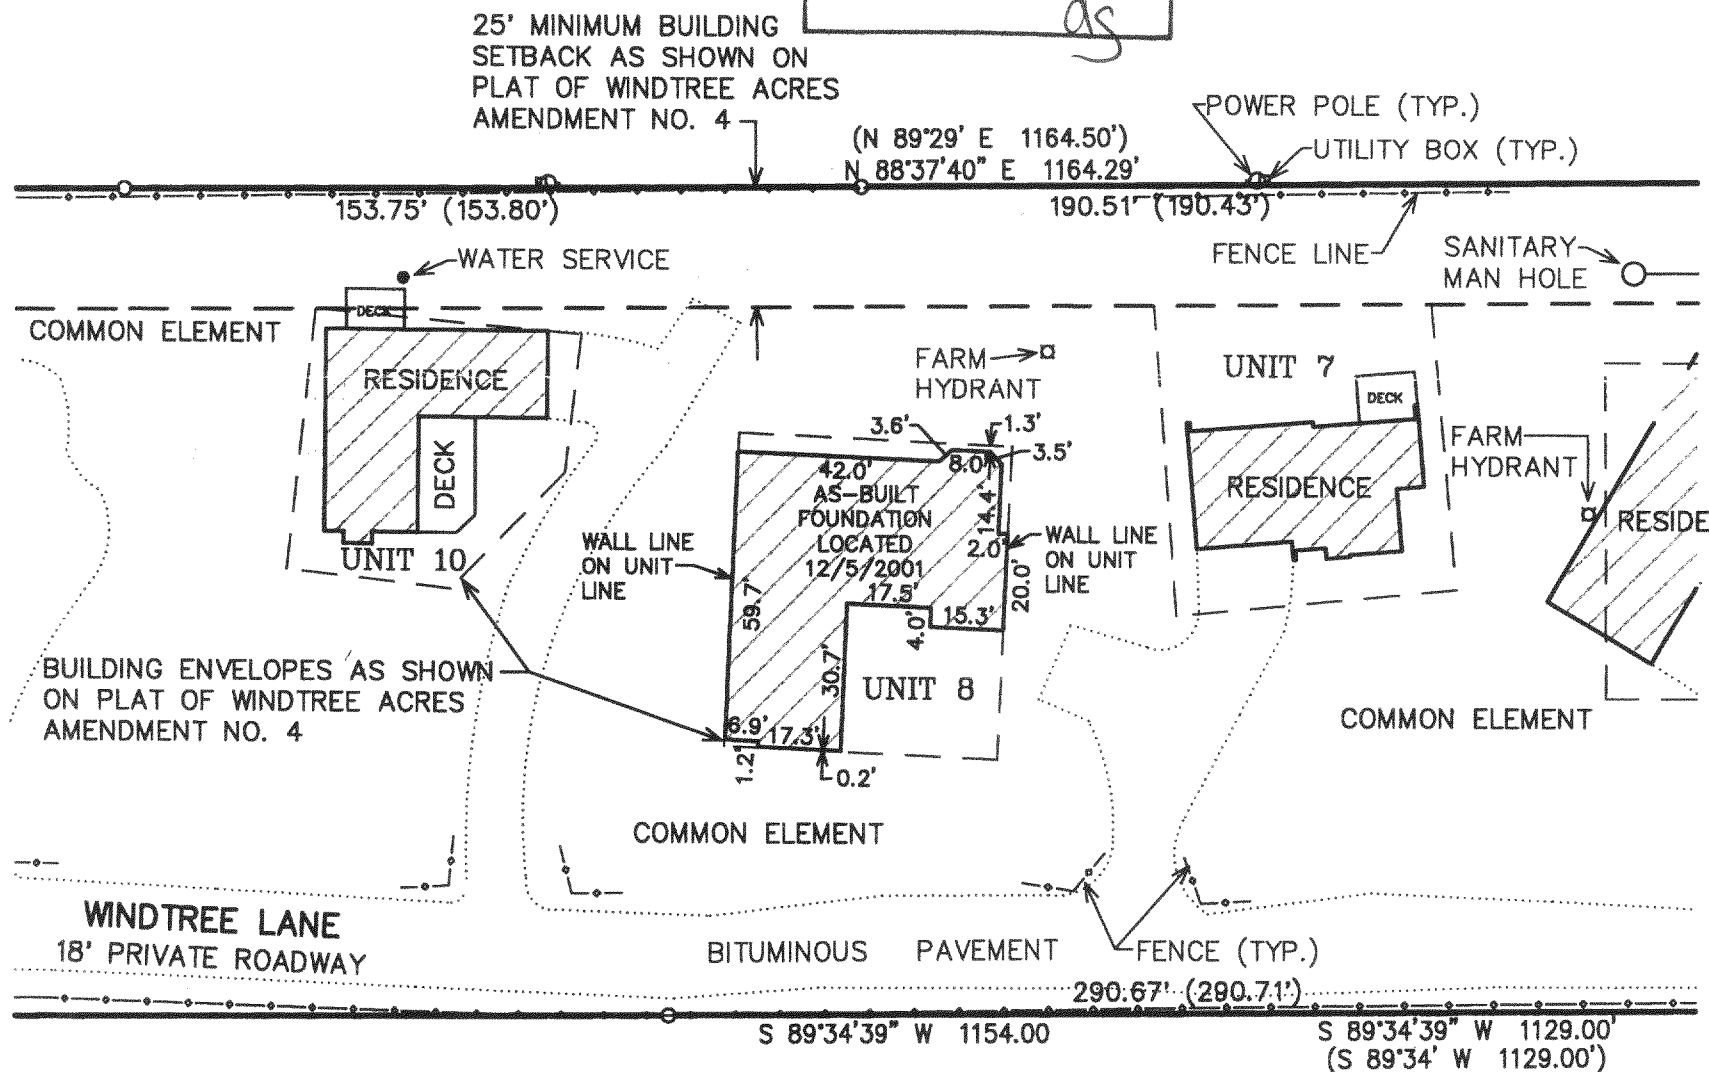 25' MINIMUM BUILDING
SETBACK AS SHOWN ON
PLAT OF WINDTREE ACRES
AMENDMENT NO. 4
(N 89°29' E 1164.50')
N 88°37'40" E 1164.29'
POWER POLE (TYP.)
UTILITY BOX (TYP.)
153.75' (153.80')
190.51' (190.43')
WATER SERVICE
FENCE LINE
SANITARY
MAN HOLE
COMMON ELEMENT
DECK
RESIDENCE
DECK
UNIT 10
FARM
HYDRANT
UNIT 7
DECK
RESIDENCE
FARM
HYDRANT
RESIDE
3.6'
1.3'
8.0'
3.5'
42.0'
14.4'
AS-BUILT
FOUNDATION
LOCATED
12/5/2001
2.0'
17.5'
WALL LINE
ON UNIT
LINE
WALL LINE
ON UNIT
LINE
59.7'
20.0'
4.0'
15.3'
30.7'
UNIT 8
6.9'
17.3'
1.2'
0.2'
BUILDING ENVELOPES AS SHOWN
ON PLAT OF WINDTREE ACRES
AMENDMENT NO. 4
COMMON ELEMENT
COMMON ELEMENT
WINDTREE LANE
18' PRIVATE ROADWAY
BITUMINOUS PAVEMENT
FENCE (TYP.)
290.67' (290.71')
S 89°34'39" W 1154.00
S 89°34'39" W 1129.00'
(S 89°34' W 1129.00')